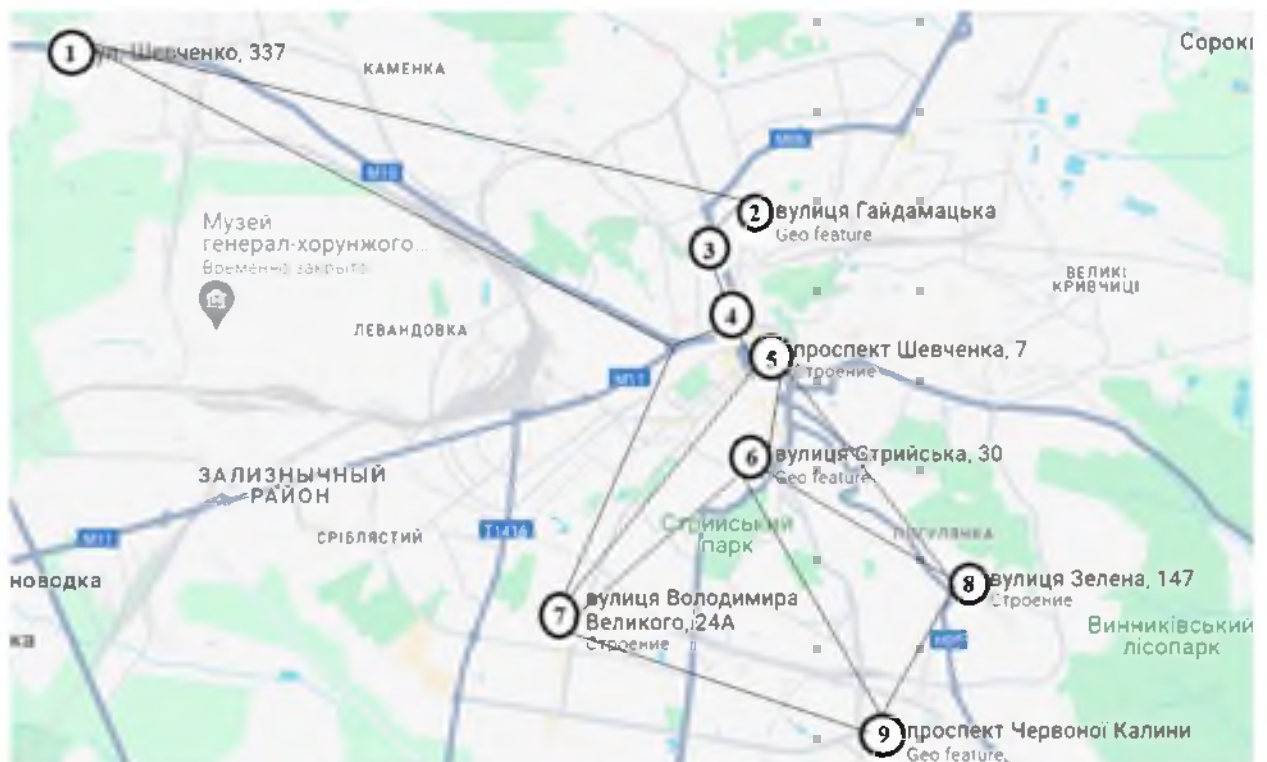 1
ул. Шевченко, 337
КАМЕНКА
Сороки
M06
M10
2
вулиця Гайдамацька
Geo feature
3
Музей
генерал-хорунжого...
Временно закрыто
ВЕЛИКІ
КРИВЧИЦІ
4
ЛЕВАНДОВКА
5
проспект Шевченка, 7
Строение
M11
6
вулиця Стрийська, 30
Geo feature
ЗАЛИЗНЫЧНЫЙ
РАЙОН
Стрийський
парк
ПОГУЛЯНКА
СРІБЛЯСТИЙ
T1416
M11
новодка
8
вулиця Зелена, 147
Строение
7
вулиця Володимира
Великого, 24А
Строение
Винниківський
лісопарк
ка
9
проспект Червоної Калини
Geo feature